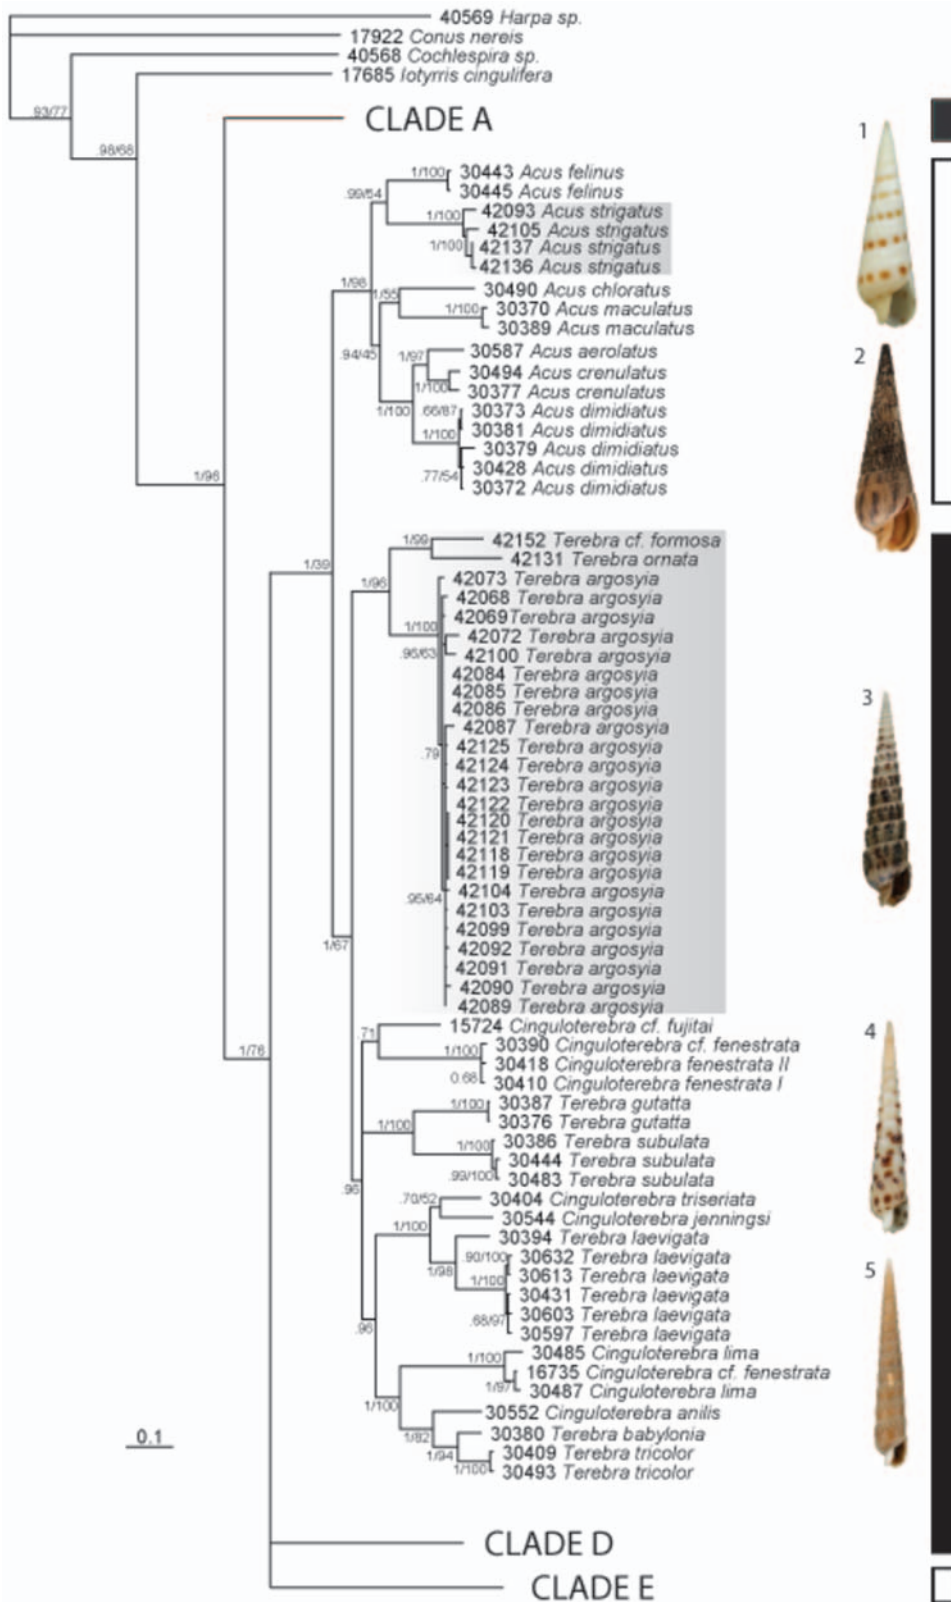 40569 Harpa sp.
17922 Conus nereis
40568 Cochlespira sp.
17685 Iotyrris cingulifera
.93/77
CLADE A
.98/68
1
1/100
30443 Acus felinus
.99/54
30445 Acus felinus
1/100
42093 Acus strigatus
42105 Acus strigatus
1/100
42137 Acus strigatus
42136 Acus strigatus
1/98
1/55
30490 Acus chloratus
1/100
30370 Acus maculatus
30389 Acus maculatus
.94/45
1/97
30587 Acus aerolatus
2
30494 Acus crenulatus
1/100
30377 Acus crenulatus
1/100
.66/87
30373 Acus dimidiatus
1/100
30381 Acus dimidiatus
30379 Acus dimidiatus
.77/54
30428 Acus dimidiatus
1/96
30372 Acus dimidiatus
1/99
42152 Terebra cf. formosa
42131 Terebra ornata
1/39
1/96
42073 Terebra argosyia
42068 Terebra argosyia
42069Terebra argosyia
1/100
42072 Terebra argosyia
.96/63
42100 Terebra argosyia
42084 Terebra argosyia
42085 Terebra argosyia
3
42086 Terebra argosyia
42087 Terebra argosyia
.79
42125 Terebra argosyia
42124 Terebra argosyia
42123 Terebra argosyia
42122 Terebra argosyia
42120 Terebra argosyia
42121 Terebra argosyia
42118 Terebra argosyia
42119 Terebra argosyia
.95/64
42104 Terebra argosyia
42103 Terebra argosyia
42099 Terebra argosyia
1/67
42092 Terebra argosyia
42091 Terebra argosyia
42090 Terebra argosyia
42089 Terebra argosyia
.71
15724 Cinguloterebra cf. fujitai
4
1/76
1/100
30390 Cinguloterebra cf. fenestrata
30418 Cinguloterebra fenestrata II
0.68
30410 Cinguloterebra fenestrata I
1/100
30387 Terebra gutatta
30376 Terebra gutatta
1/100
1/100
30386 Terebra subulata
30444 Terebra subulata
.99/100
30483 Terebra subulata
.96
.70/52
30404 Cinguloterebra triseriata
30544 Cinguloterebra jenningsi
1/100
30394 Terebra laevigata
.90/100
30632 Terebra laevigata
1/98
1/100
30613 Terebra laevigata
5
30431 Terebra laevigata
.96
.68/97
30603 Terebra laevigata
30597 Terebra laevigata
1/100
30485 Cinguloterebra lima
16735 Cinguloterebra cf. fenestrata
1/97
30487 Cinguloterebra lima
1/100
30552 Cinguloterebra anilis
1/82
30380 Terebra babylonia
0.1
1/94
30409 Terebra tricolor
1/100
30493 Terebra tricolor
CLADE D
CLADE E